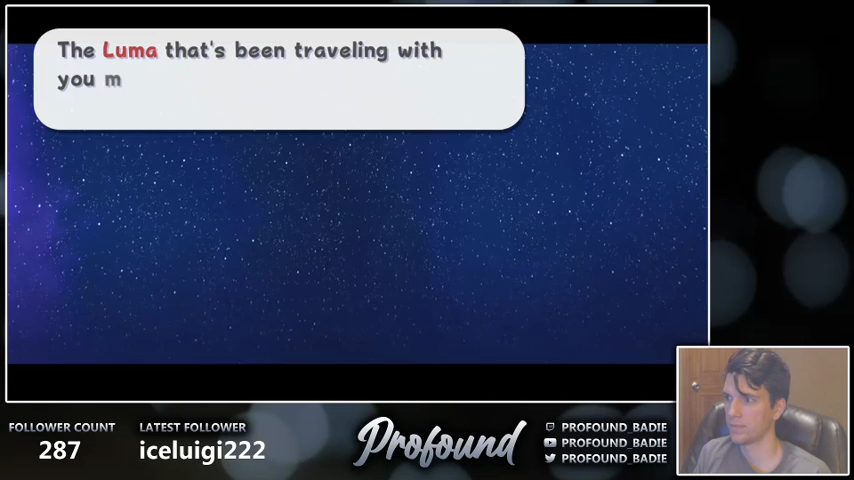 The Luma that's been traveling with
you m
FOLLOWER COUNT
287
LATEST FOLLOWER
iceluigi222
Profound
PROFOUND_BADIE
PROFOUND_BADIE
PROFOUND_BADIE